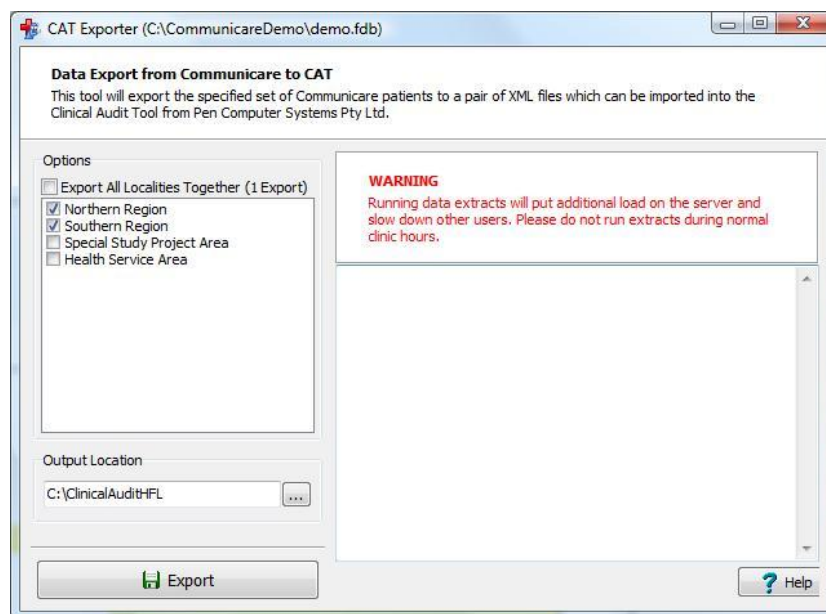 CAT Exporter (C:\CommunicareDemo\demo.fdb)
Data Export from Communicare to CAT
This tool will export the specified set of Communicare patients to a pair of XML files which can be imported into the
Clinical Audit Tool from Pen Computer Systems Pty Ltd.
Options
Export All Localities Together (1 Export)
Northern Region
Southern Region
Special Study Project Area
Health Service Area
WARNING
Running data extracts will put additional load on the server and
slow down other users. Please do not run extracts during normal
clinic hours.
Output Location
C:\ClinicalAuditHFL
...
Export
? Help